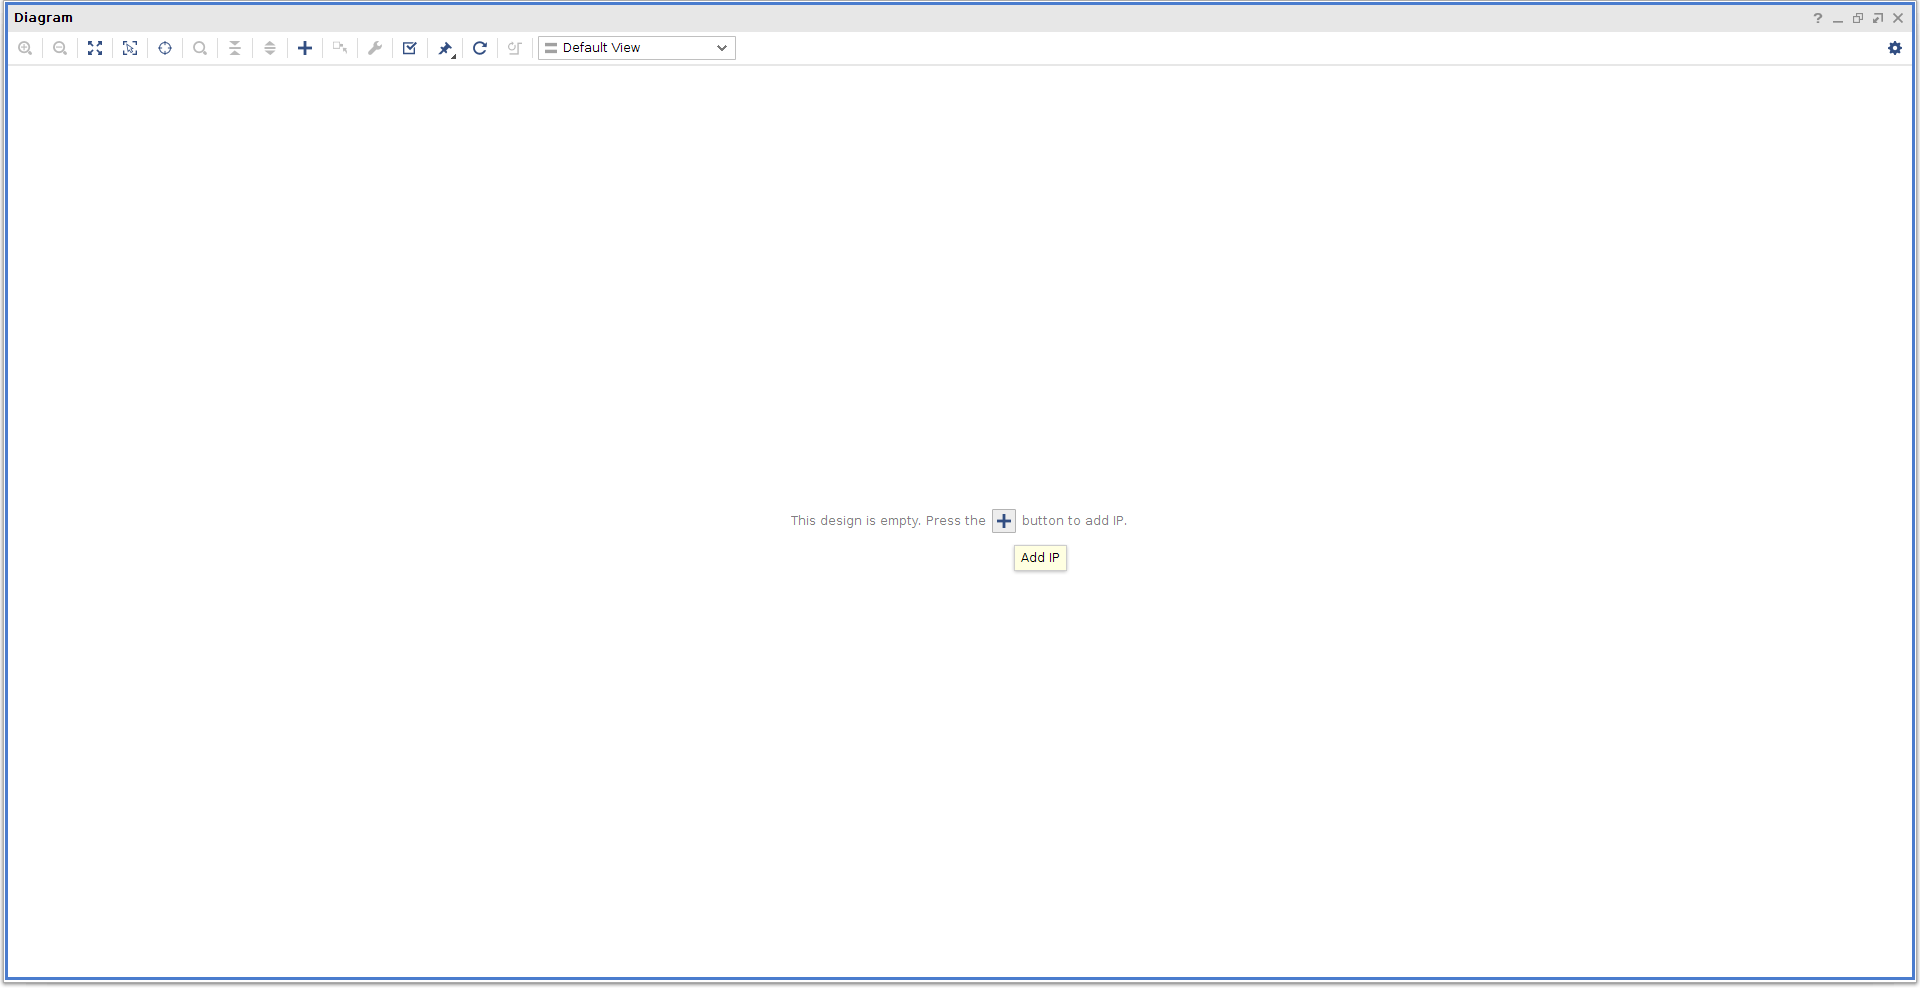 Diagram
Default View
This design is empty. Press the + button to add IP.
Add IP